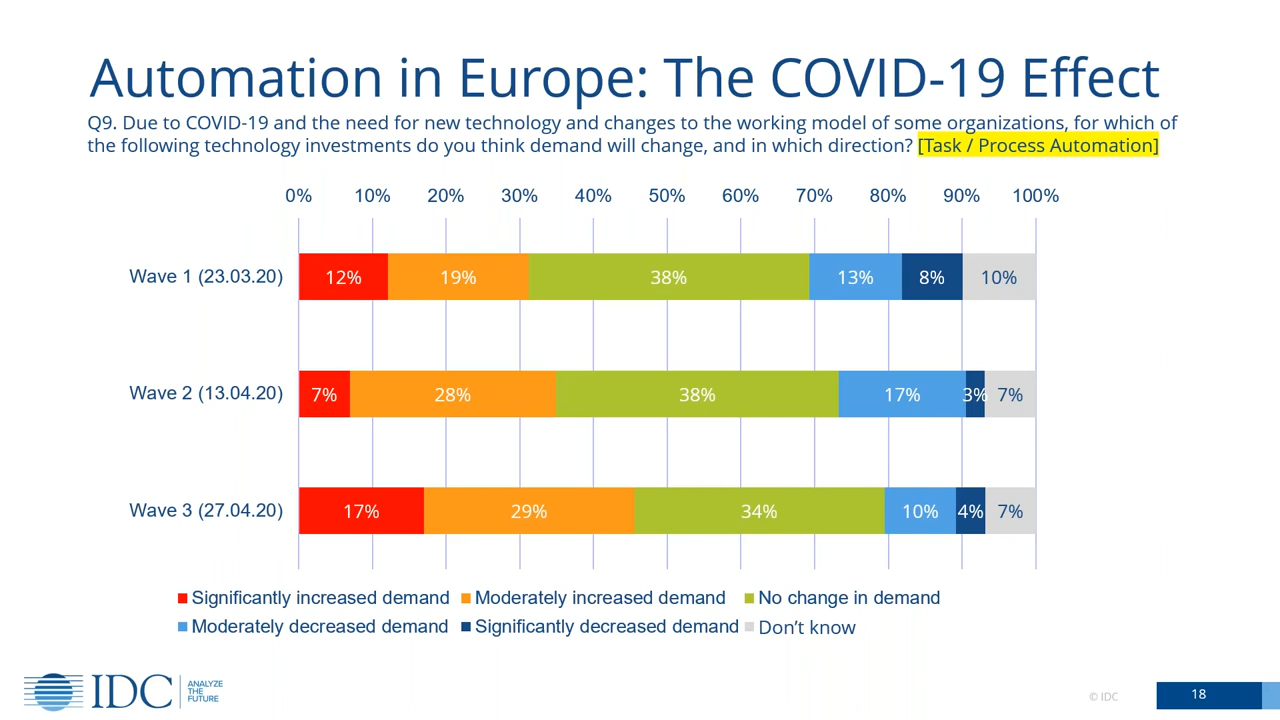 Automation in Europe: The COVID-19 Effect
Q9. Due to COVID-19 and the need for new technology and changes to the working model of some organizations, for which of
the following technology investments do you think demand will change, and in which direction? [Task / Process Automation]
0% 10% 20% 30% 40% 50% 60% 70% 80% 90% 100%
Wave 1 (23.03.20) 12% 19% 38% 13% 8% 10%
Wave 2 (13.04.20) 7% 28% 38% 17% 3% 7%
Wave 3 (27.04.20) 17% 29% 34% 10% 4% 7%
Significantly increased demand Moderately increased demand No change in demand
Moderately decreased demand Significantly decreased demand Don't know
IDC
ANALYZE
THE
FUTURE
© IDC
18